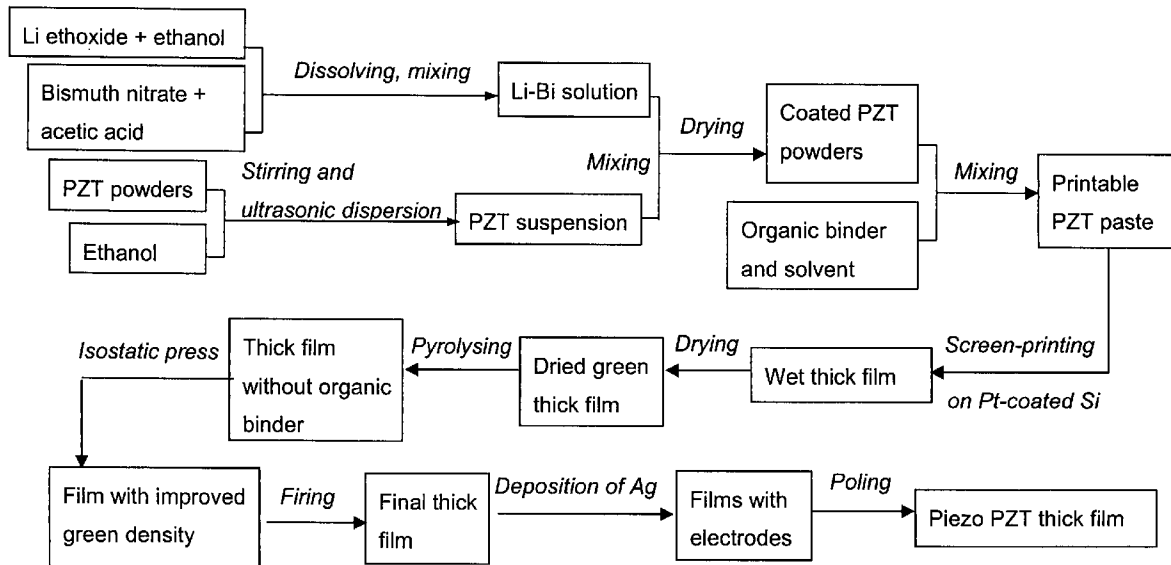 Li ethoxide + ethanol
Bismuth nitrate +
acetic acid
Dissolving, mixing
Li-Bi solution
PZT powders
Ethanol
Stirring and
ultrasonic dispersion
PZT suspension
Mixing
Drying
Coated PZT
powders
Organic binder
and solvent
Mixing
Printable
PZT paste
Screen-printing
on Pt-coated Si
Wet thick film
Drying
Dried green
thick film
Pyrolysing
Thick film
without organic
binder
Isostatic press
Film with improved
green density
Firing
Final thick
film
Deposition of Ag
Films with
electrodes
Poling
Piezo PZT thick film